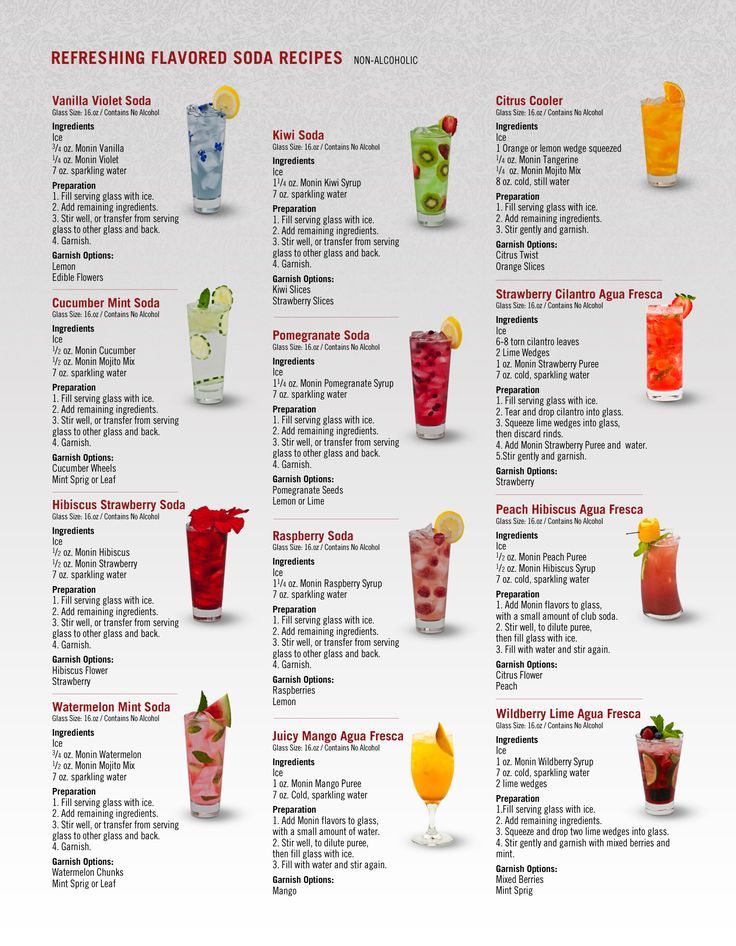 REFRESHING FLAVORED SODA RECIPES NON-ALCOHOLIC
Vanilla Violet Soda
Glass Size: 16.oz / Contains No Alcohol
Ingredients
Ice
3/4 oz. Monin Vanilla
1/4 oz. Monin Violet
7 oz. sparkling water
Preparation
1. Fill serving glass with ice.
2. Add remaining ingredients.
3. Stir well, or transfer from serving
glass to other glass and back.
4. Garnish.
Garnish Options:
Lemon
Edible Flowers
Cucumber Mint Soda
Glass Size: 16.oz / Contains No Alcohol
Ingredients
Ice
1/2 oz. Monin Cucumber
1/2 oz. Monin Mojito Mix
7 oz. sparkling water
Preparation
1. Fill serving glass with ice.
2. Add remaining ingredients.
3. Stir well, or transfer from serving
glass to other glass and back.
4. Garnish.
Garnish Options:
Cucumber Wheels
Mint Sprig or Leaf
Hibiscus Strawberry Soda
Glass Size: 16.oz / Contains No Alcohol
Ingredients
Ice
1/2 oz. Monin Hibiscus
1/2 oz. Monin Strawberry
7 oz. sparkling water
Preparation
1. Fill serving glass with ice.
2. Add remaining ingredients.
3. Stir well, or transfer from serving
glass to other glass and back.
4. Garnish.
Garnish Options:
Hibiscus Flower
Strawberry
Watermelon Mint Soda
Glass Size: 16.oz / Contains No Alcohol
Ingredients
Ice
3/4 oz. Monin Watermelon
1/2 oz. Monin Mojito Mix
7 oz. sparkling water
Preparation
1. Fill serving glass with ice.
2. Add remaining ingredients.
3. Stir well, or transfer from serving
glass to other glass and back.
4. Garnish.
Garnish Options:
Watermelon Chunks
Mint Sprig or Leaf
Kiwi Soda
Glass Size: 16.oz / Contains No Alcohol
Ingredients
Ice
1 1/4 oz. Monin Kiwi Syrup
7 oz. sparkling water
Preparation
1. Fill serving glass with ice.
2. Add remaining ingredients.
3. Stir well, or transfer from serving
glass to other glass and back.
4. Garnish.
Garnish Options:
Kiwi Slices
Strawberry Slices
Pomegranate Soda
Glass Size: 16.oz / Contains No Alcohol
Ingredients
Ice
1 1/4 oz. Monin Pomegranate Syrup
7 oz. sparkling water
Preparation
1. Fill serving glass with ice.
2. Add remaining ingredients.
3. Stir well, or transfer from serving
glass to other glass and back.
4. Garnish.
Garnish Options:
Pomegranate Seeds
Lemon or Lime
Raspberry Soda
Glass Size: 16.oz / Contains No Alcohol
Ingredients
Ice
1 1/4 oz. Monin Raspberry Syrup
7 oz. sparkling water
Preparation
1. Fill serving glass with ice.
2. Add remaining ingredients.
3. Stir well, or transfer from serving
glass to other glass and back.
4. Garnish.
Garnish Options:
Raspberries
Lemon
Juicy Mango Agua Fresca
Glass Size: 16.oz / Contains No Alcohol
Ingredients
Ice
1 oz. Monin Mango Puree
7 oz. Cold, sparkling water
Preparation
1. Add Monin flavors to glass,
with a small amount of water.
2. Stir well, to dilute puree,
then fill glass with ice.
3. Fill with water and stir again.
Garnish Options:
Mango
Citrus Cooler
Glass Size: 16.oz / Contains No Alcohol
Ingredients
Ice
1 Orange or lemon wedge squeezed
1/4 oz. Monin Tangerine
1/4 oz. Monin Mojito Mix
8 oz. cold, still water
Preparation
1. Fill serving glass with ice.
2. Add remaining ingredients.
3. Stir gently and garnish.
Garnish Options:
Citrus Twist
Orange Slices
Strawberry Cilantro Agua Fresca
Glass Size: 16.oz / Contains No Alcohol
Ingredients
Ice
6-8 torn cilantro leaves
2 Lime Wedges
1 oz. Monin Strawberry Puree
7 oz. cold, sparkling water
Preparation
1. Fill serving glass with ice.
2. Tear and drop cilantro into glass.
3. Squeeze lime wedges into glass,
then discard rinds.
4. Add Monin Strawberry Puree and water.
5.Stir gently and garnish.
Garnish Options:
Strawberry
Peach Hibiscus Agua Fresca
Glass Size: 16.oz / Contains No Alcohol
Ingredients
Ice
1/2 oz. Monin Peach Puree
1/2 oz. Monin Hibiscus Syrup
7 oz. cold, sparkling water
Preparation
1. Add Monin flavors to glass,
with a small amount of club soda.
2. Stir well, to dilute puree,
then fill glass with ice.
3. Fill with water and stir again.
Garnish Options:
Citrus Flower
Peach
Wildberry Lime Agua Fresca
Glass Size: 16.oz / Contains No Alcohol
Ingredients
Ice
1 oz. Monin Wildberry Syrup
7 oz. cold, sparkling water
2 lime wedges
Preparation
1.Fill serving glass with ice.
2. Add remaining ingredients.
3. Squeeze and drop two lime wedges into glass.
4. Stir gently and garnish with mixed berries and
mint.
Garnish Options:
Mixed Berries
Mint Sprig